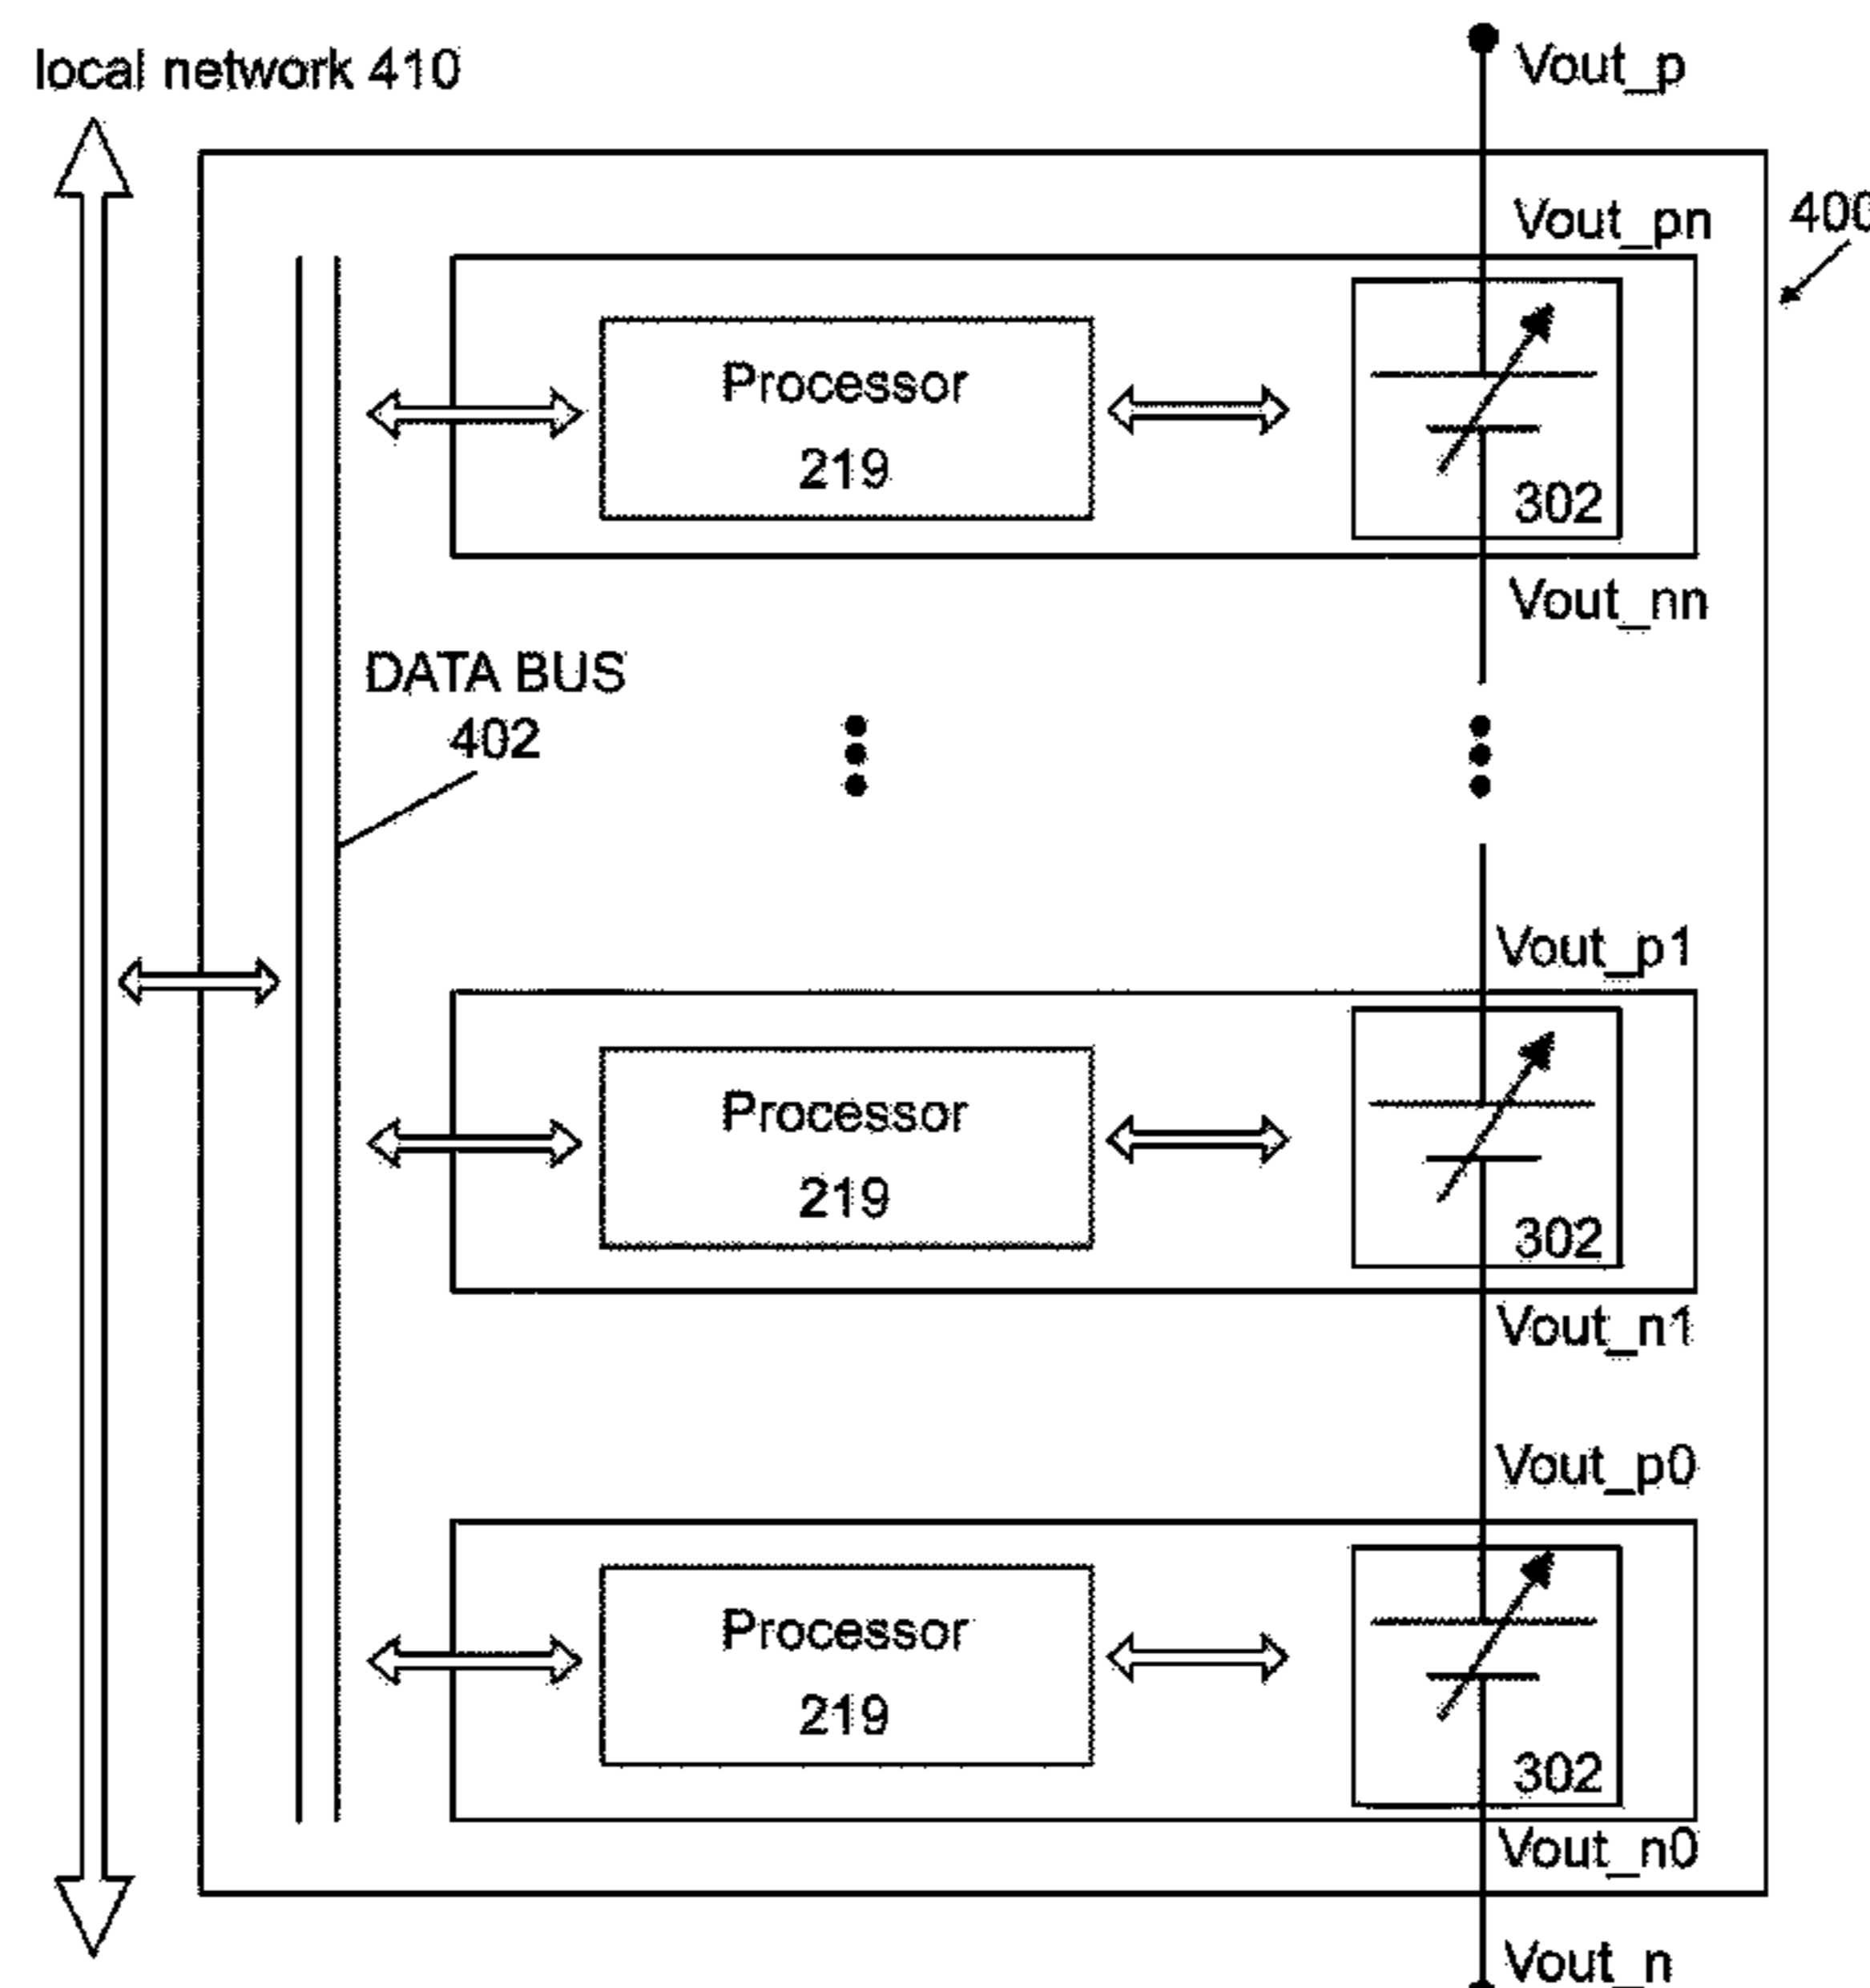 local network 410
Vout_p
400
Vout_pn
Processor
219
302
Vout_nn
DATA BUS
402
Vout_p1
Processor
219
302
Vout_n1
Vout_p0
Processor
219
302
Vout_n0
Vout_n